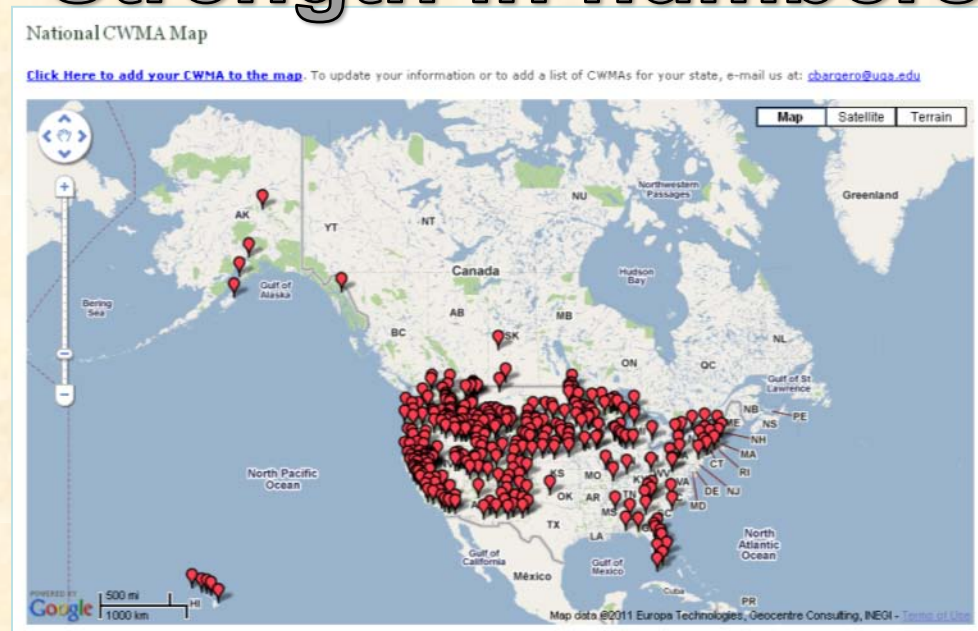 Strength in numbers
National CWMA Map
Click Here to add your CWMA to the map. To update your information or to add a list of CWMAs for your state, e-mail us at: cbargero@uga.edu
Map Satellite Terrain
Greenland
Northwestern Passages
NU
AK
YT
NT
Canada
Hudson Bay
Gulf of Alaska
Bering Sea
AB
SK
MB
BC
NL
ON
QC
Gulf of St Lawrence
NB
PE
ME
NS
NH
MA
RI
CT
NJ
DE
MD
VA
WV
North Pacific Ocean
KS
MO
OK
AR
TN
MS
TX
LA
North Atlantic Ocean
Gulf of California
Gulf of Mexico
México
Cuba
PR
HI
POWERED BY
Google
500 mi
1000 km
Map data ©2011 Europa Technologies, Geocentre Consulting, INEGI - Terms of Use